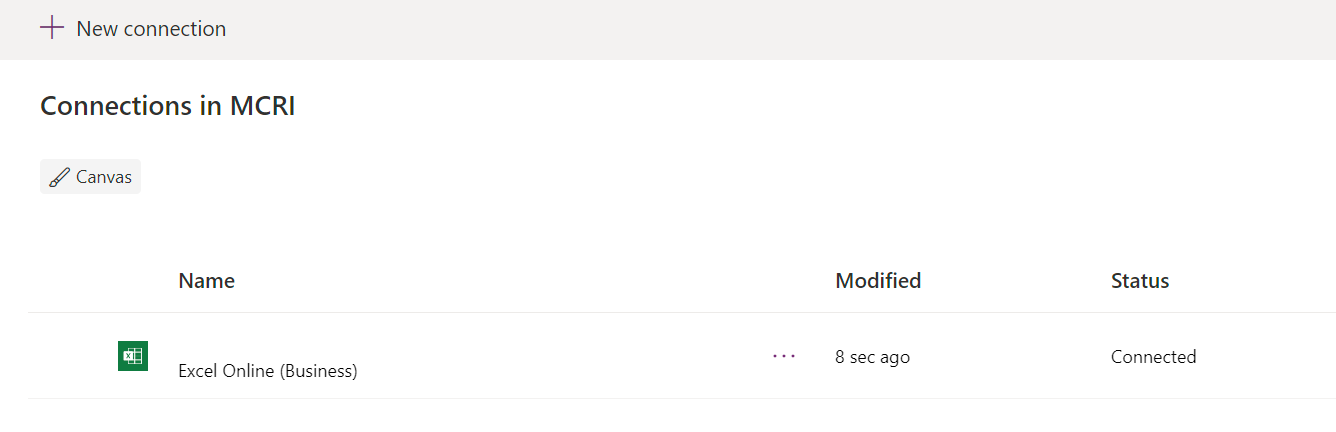 New connection
Connections in MCRI
Canvas
Name Modified Status
8 sec ago Connected
Excel Online (Business)